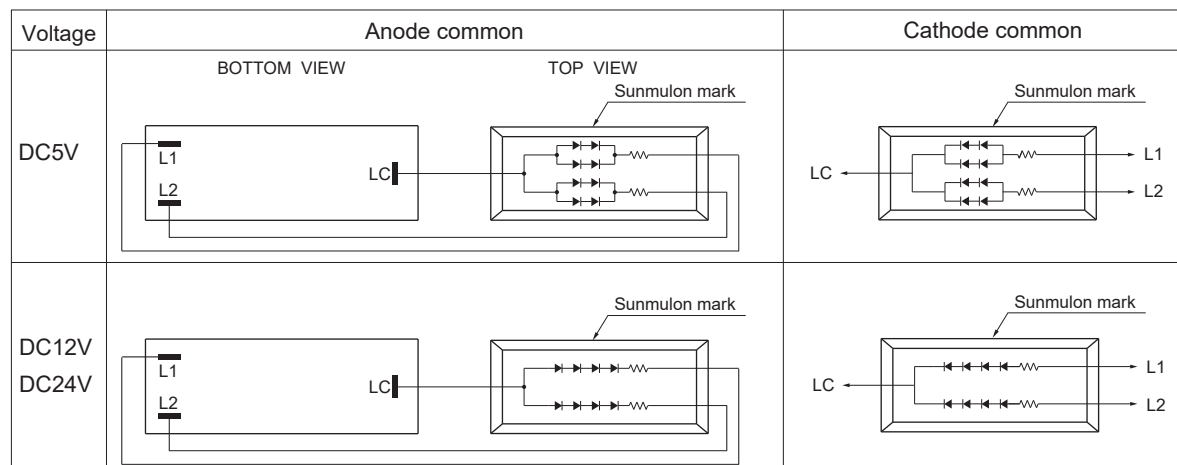 Voltage
Anode common
Cathode common
BOTTOM VIEW
TOP VIEW
Sunmulon mark
Sunmulon mark
DC5V
L1
L2
LC
LC
L1
L2
Sunmulon mark
Sunmulon mark
DC12V
DC24V
L1
L2
LC
LC
L1
L2